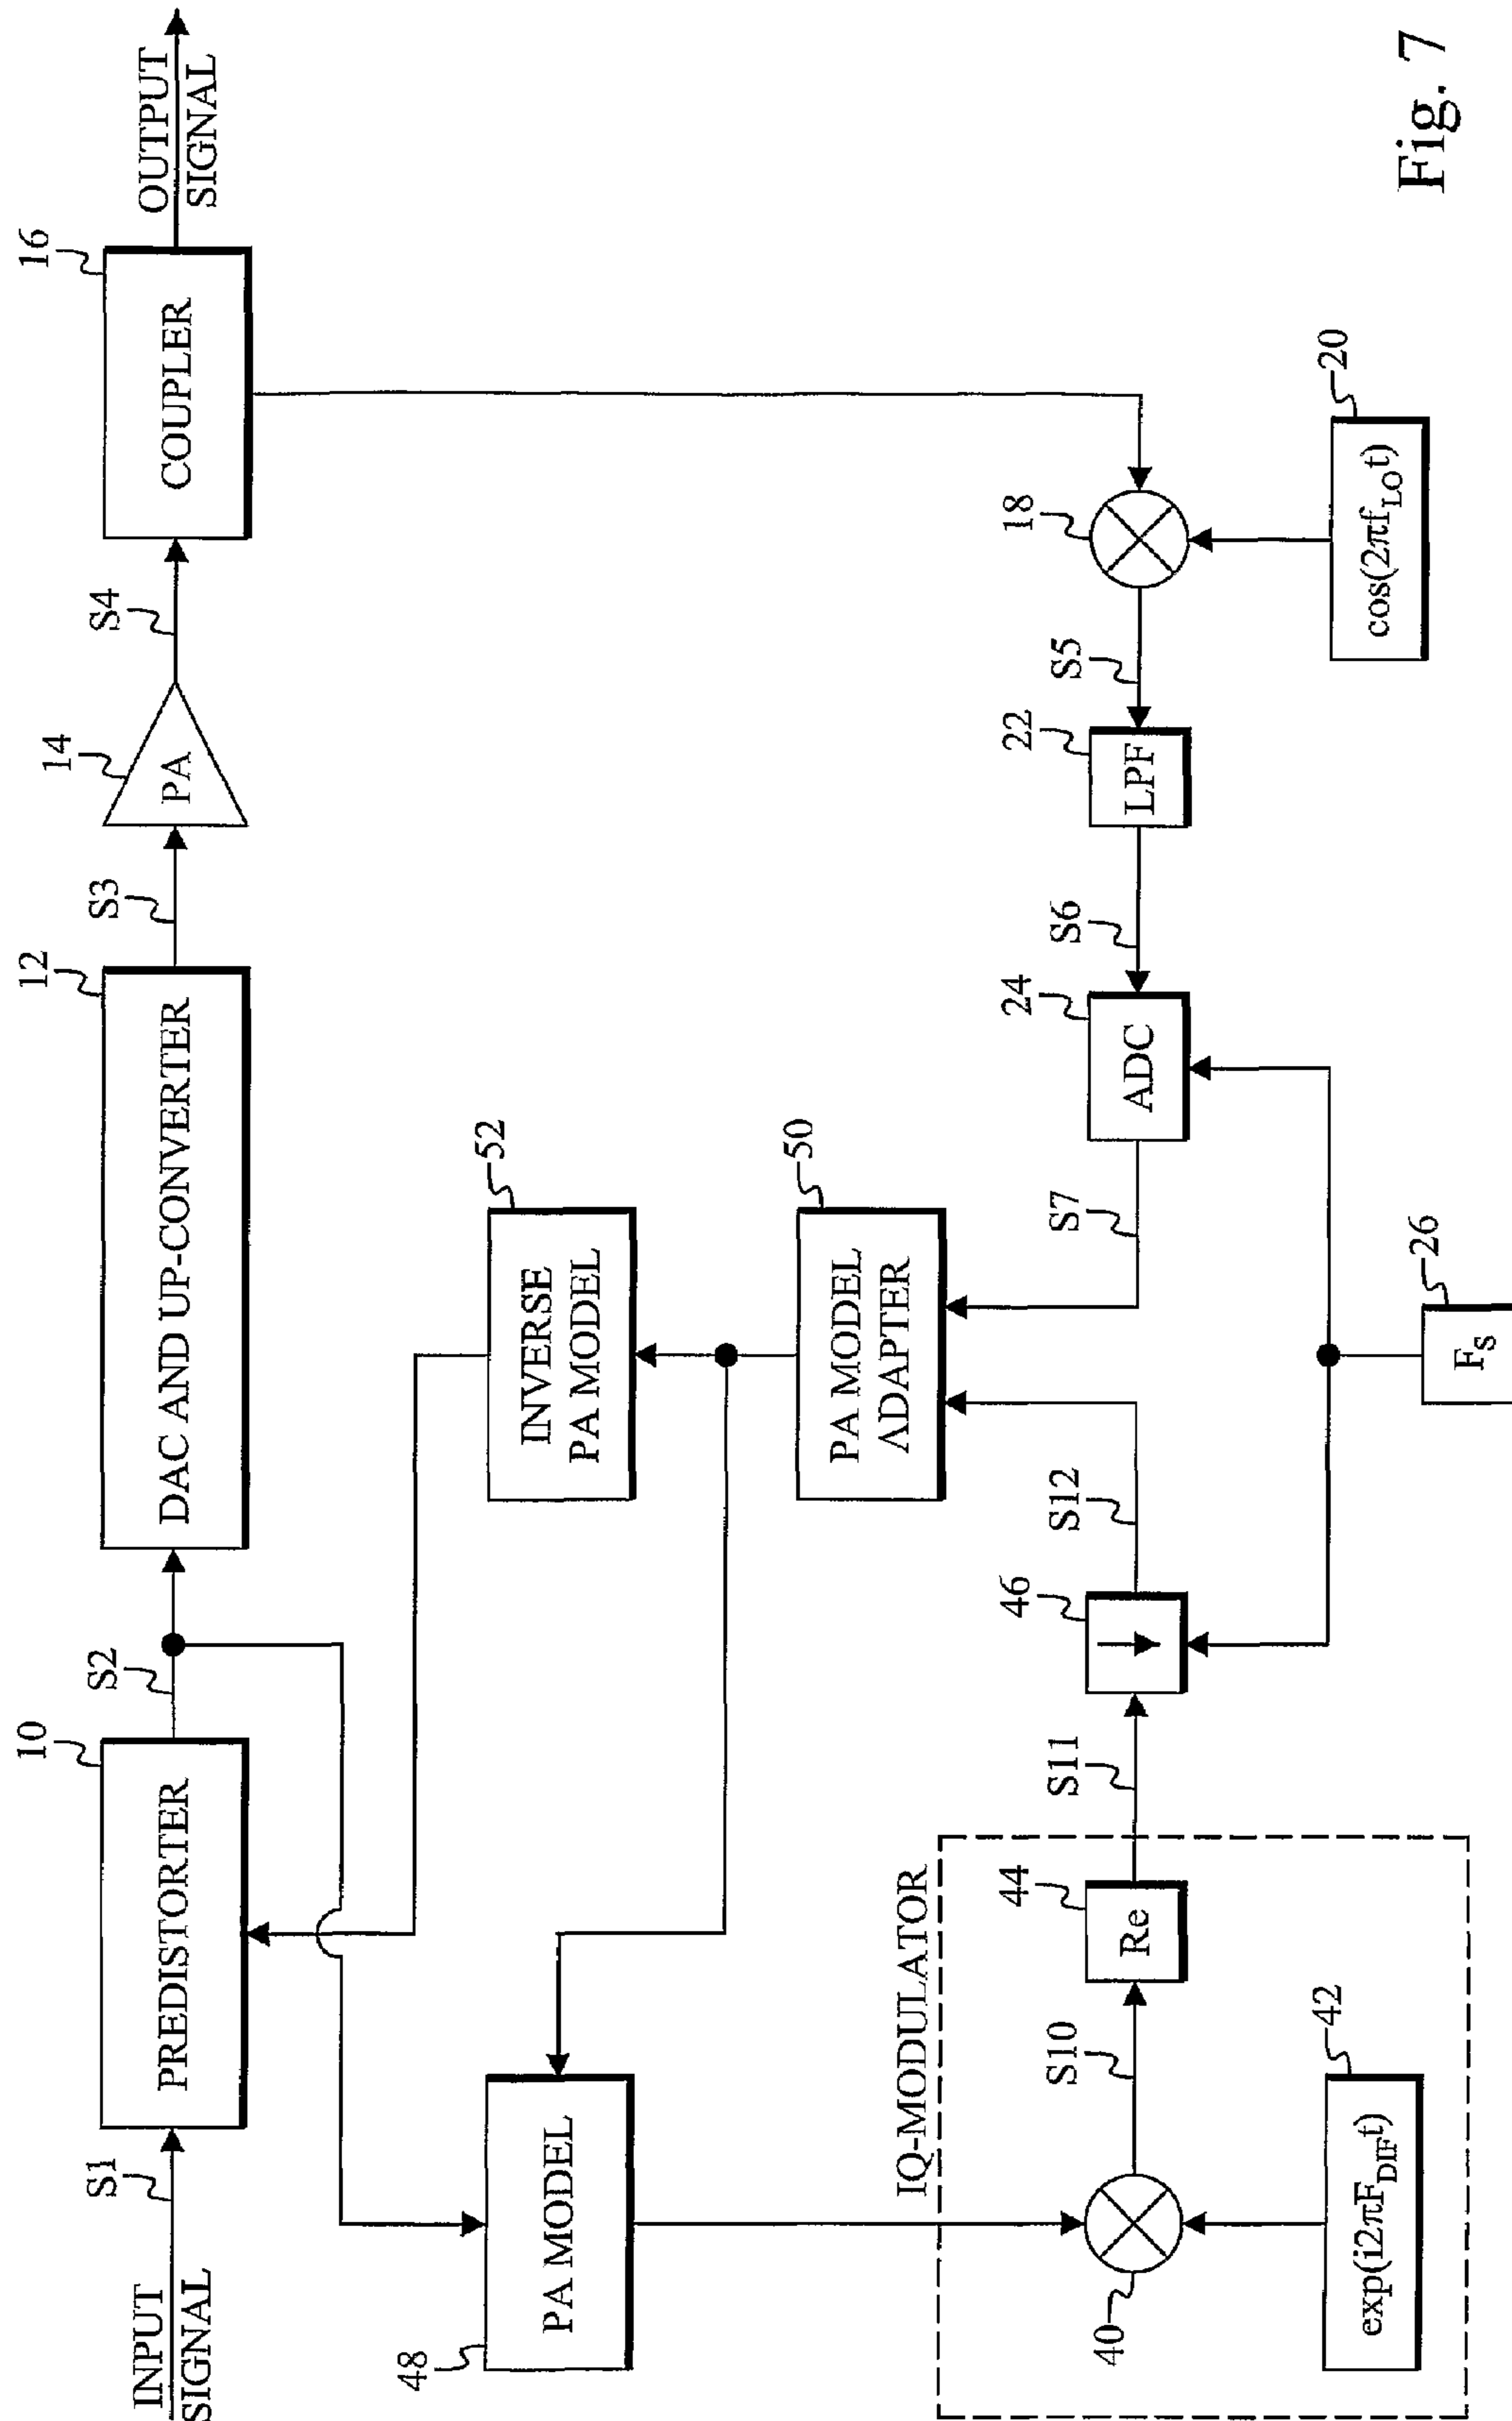 INPUT
SIGNAL
S1
10
PREDISTORTER
S2
12
DAC AND UP-CONVERTER
S3
14
PA
S4
16
COUPLER
OUTPUT
SIGNAL
48
PA MODEL
52
INVERSE
PA MODEL
50
PA MODEL
ADAPTER
IQ-MODULATOR
40
S10
44
Re
42
exp(i2πF_DIF t)
S11
46
S12
S7
24
ADC
S6
22
LPF
S5
18
20
cos(2πf_LO t)
26
F_S
Fig. 7